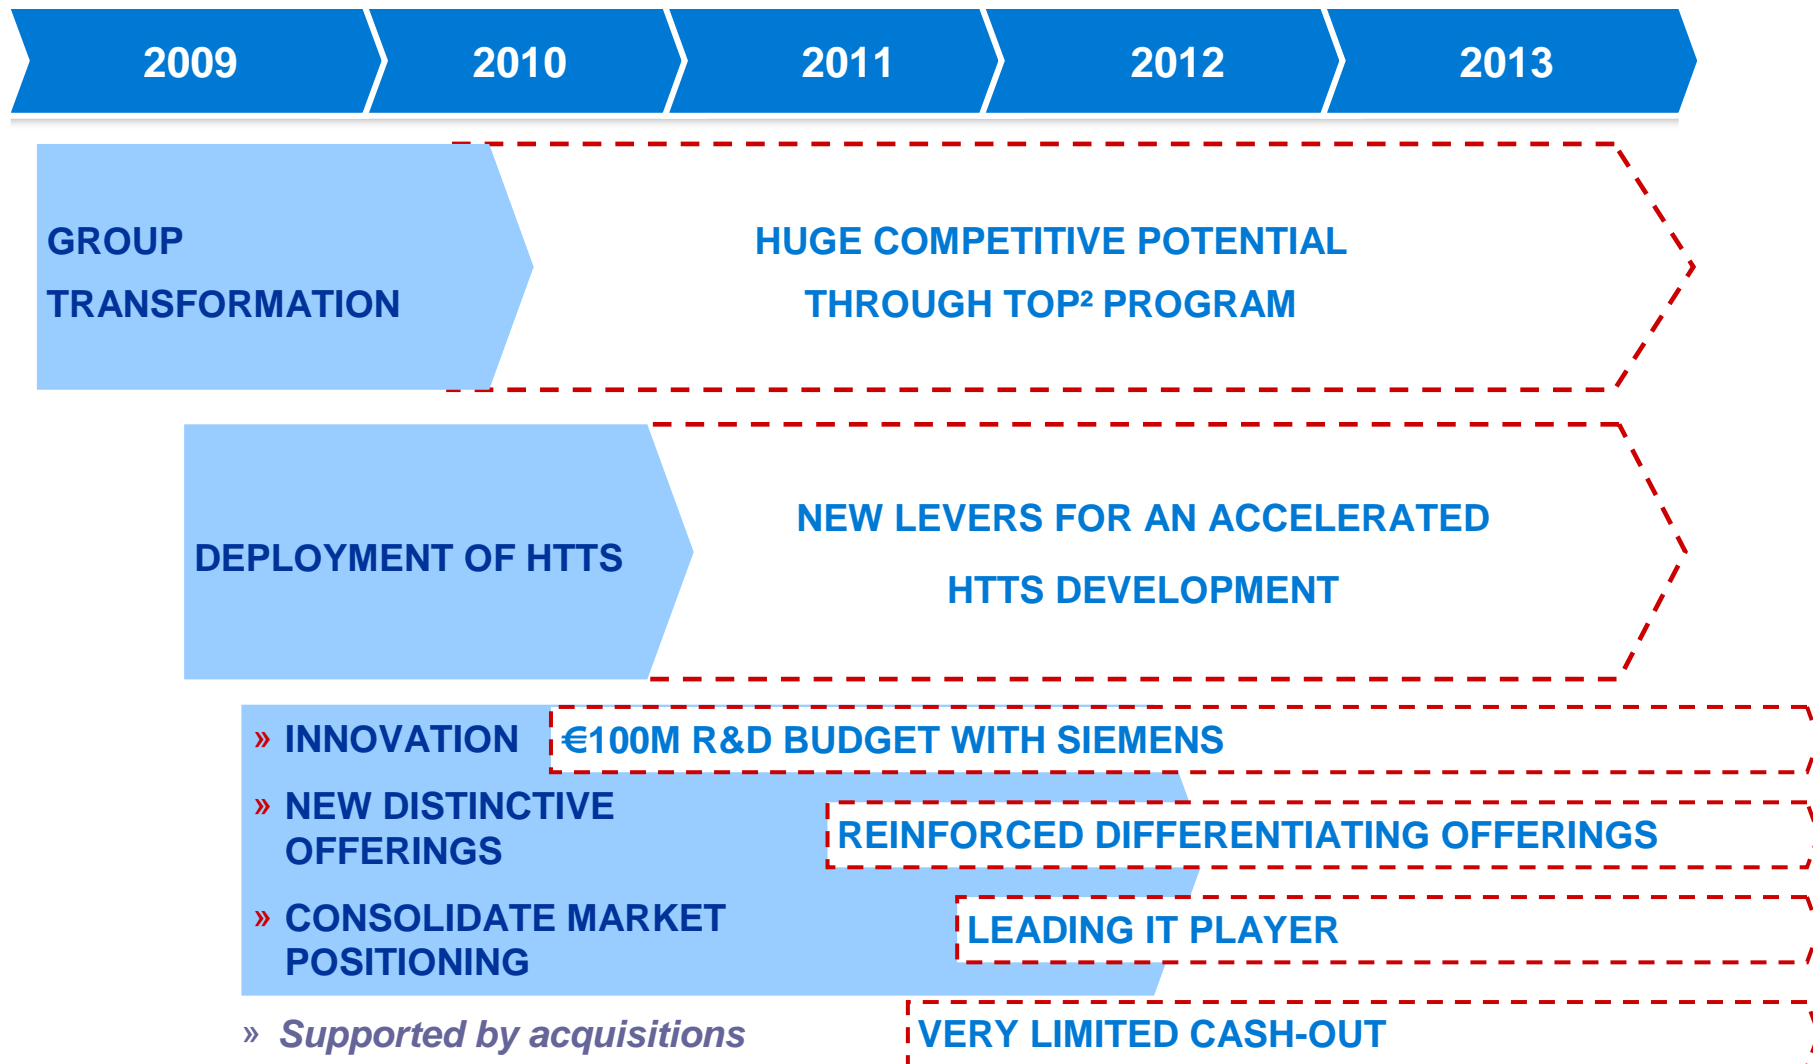 2009 2010 2011 2012 2013
GROUP
TRANSFORMATION
HUGE COMPETITIVE POTENTIAL
THROUGH TOP² PROGRAM
DEPLOYMENT OF HTTS
NEW LEVERS FOR AN ACCELERATED
HTTS DEVELOPMENT
» INNOVATION
€100M R&D BUDGET WITH SIEMENS
» NEW DISTINCTIVE
OFFERINGS
REINFORCED DIFFERENTIATING OFFERINGS
» CONSOLIDATE MARKET
POSITIONING
LEADING IT PLAYER
» Supported by acquisitions
VERY LIMITED CASH-OUT